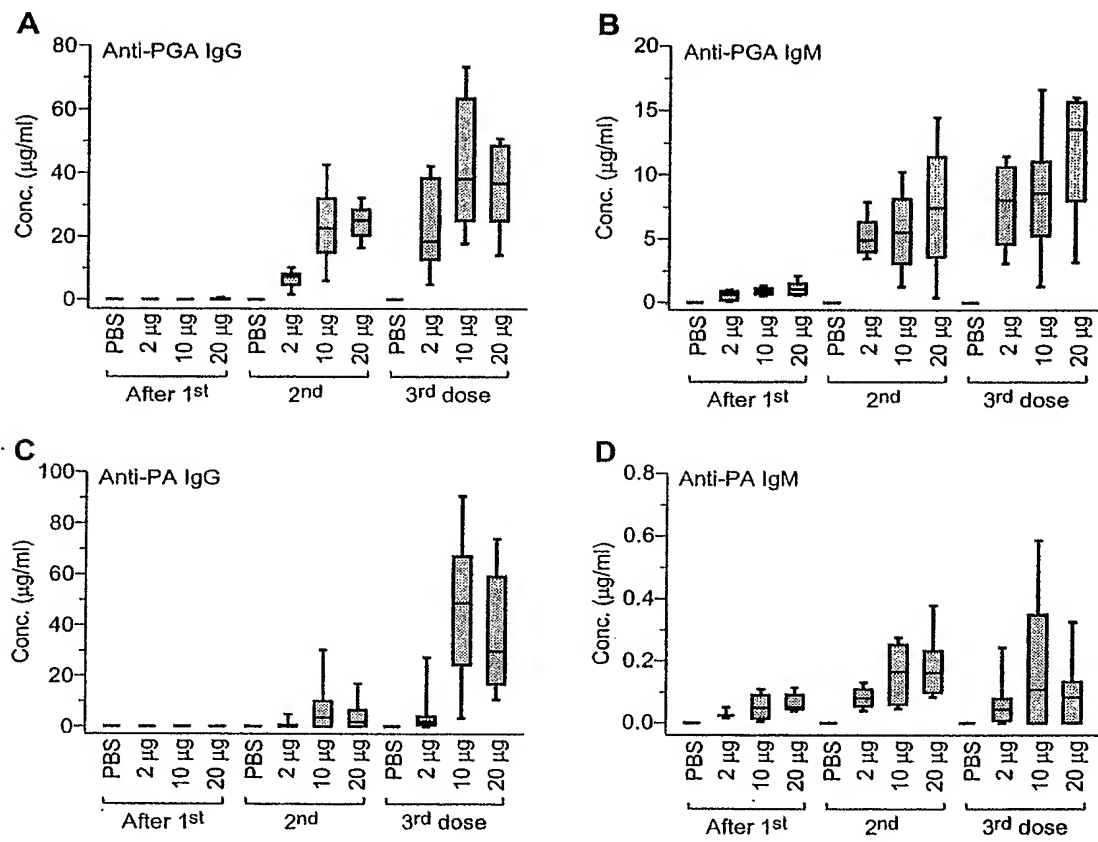 A
Anti-PGA IgG
Conc. (µg/ml)
80
60
40
20
0
PBS
2 µg
10 µg
20 µg
PBS
2 µg
10 µg
20 µg
PBS
2 µg
10 µg
20 µg
After 1st
2nd
3rd dose
B
Anti-PGA IgM
Conc. (µg/ml)
20
15
10
5
0
PBS
2 µg
10 µg
20 µg
PBS
2 µg
10 µg
20 µg
PBS
2 µg
10 µg
20 µg
After 1st
2nd
3rd dose
C
Anti-PA IgG
Conc. (µg/ml)
100
80
60
40
20
0
PBS
2 µg
10 µg
20 µg
PBS
2 µg
10 µg
20 µg
PBS
2 µg
10 µg
20 µg
After 1st
2nd
3rd dose
D
Anti-PA IgM
Conc. (µg/ml)
0.8
0.6
0.4
0.2
0.0
PBS
2 µg
10 µg
20 µg
PBS
2 µg
10 µg
20 µg
PBS
2 µg
10 µg
20 µg
After 1st
2nd
3rd dose